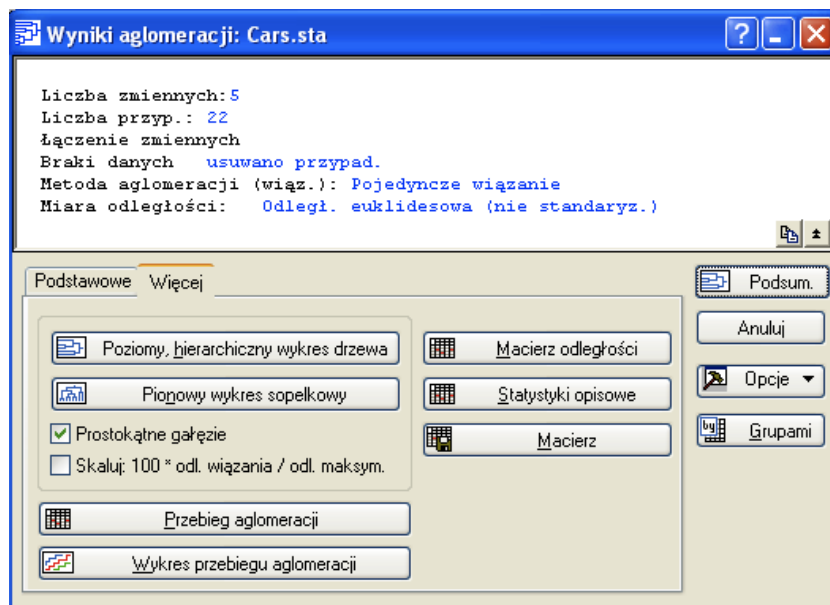 Wyniki aglomeracji: Cars.sta
Liczba zmiennych: 5
Liczba przyp.: 22
Łączenie zmiennych
Braki danych usuwano przypad.
Metoda aglomeracji (wiąz.): Pojedyncze wiązanie
Miara odległości: Odległ. euklidesowa (nie standaryz.)
Podstawowe Więcej
Podsum.
Poziomy, hierarchiczny wykres drzewa
Macierz odległości
Anuluj
Pionowy wykres sopelkowy
Statystyki opisowe
Opcje
Prostokątne gałęzie
Macierz
by Grupami
Skaluj: 100 * odl. wiązania / odl. maksym.
Przebieg aglomeracji
Wykres przebiegu aglomeracji